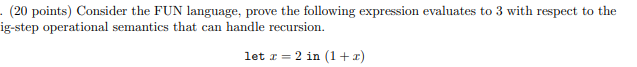 . (20 points) Consider the FUN language, prove the following expression evaluates to 3 with respect to the
ig-step operational semantics that can handle recursion.
let x = 2 in (1 + x)